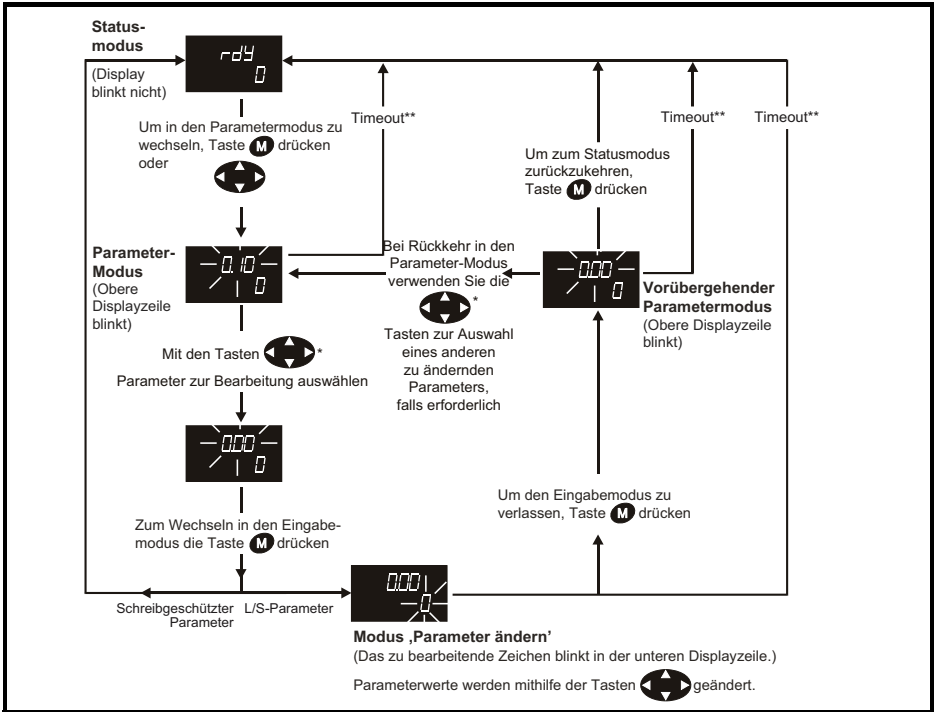 Status-
modus
(Display
blinkt nicht)
rdY
0
Um in den Parametermodus zu
wechseln, Taste M drücken
oder
Timeout**
Timeout**
Timeout**
Um zum Statusmodus
zurückzukehren,
Taste M drücken
Parameter-
Modus
(Obere
Displayzeile
blinkt)
0.10
0
Bei Rückkehr in den
Parameter-Modus
verwenden Sie die
*
Tasten zur Auswahl
eines anderen
zu ändernden
Parameters,
falls erforderlich
0.00
0
Vorübergehender
Parametermodus
(Obere Displayzeile
blinkt)
Mit den Tasten *
Parameter zur Bearbeitung auswählen
0.00
0
Zum Wechseln in den Eingabe-
modus die Taste M drücken
Um den Eingabemodus zu
verlassen, Taste M drücken
Schreibgeschützter
Parameter
L/S-Parameter
0.00
0
Modus ‚Parameter ändern’
(Das zu bearbeitende Zeichen blinkt in der unteren Displayzeile.)
Parameterwerte werden mithilfe der Tasten geändert.